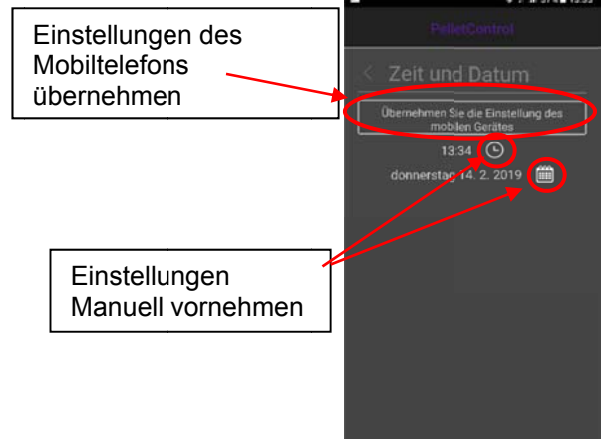 Einstellungen des
Mobiltelefons
übernehmen
PelletControl
< Zeit und Datum
Übernehmen Sie die Einstellung des
mobilen Gerätes
13:34
donnerstag 14. 2. 2019
Einstellungen
Manuell vornehmen